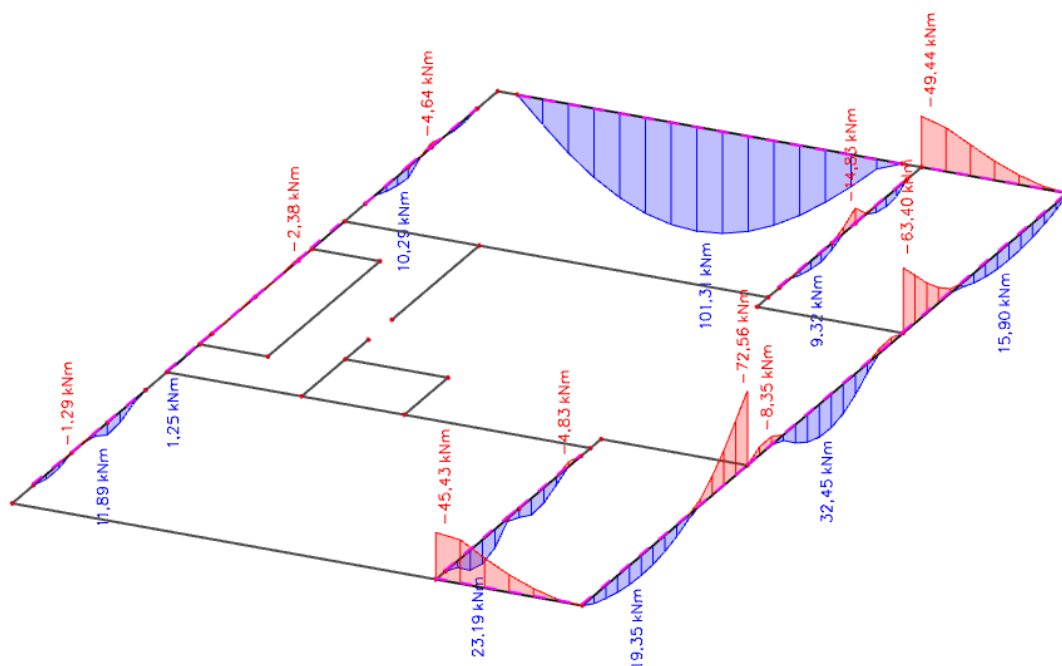 -49.44 kNm
-4,64 kNm
-14,83 kNm
-2,38 kNm
10,29 kNm
-63,40 kNm
101,31 kNm
9.32 kNm
15,90 kNm
-1,29 kNm
1,25 kNm
-72,56 kNm
-8,35 kNm
11,89 kNm
-4,83 kNm
-45,43 kNm
32,45 kNm
23,19 kNm
19,35 kNm